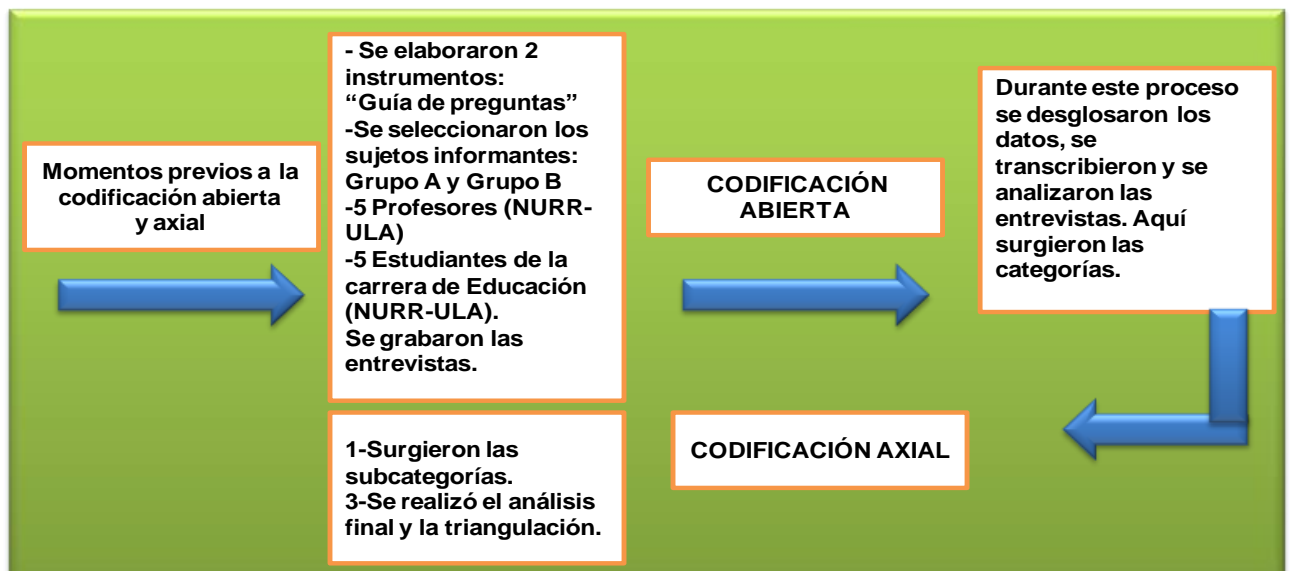 Momentos previos a la
codificación abierta
y axial
- Se elaboraron 2
instrumentos:
“Guía de preguntas”
-Se seleccionaron los
sujetos informantes:
Grupo A y Grupo B
-5 Profesores (NURR-
ULA)
-5 Estudiantes de la
carrera de Educación
(NURR-ULA).
Se grabaron las
entrevistas.
CODIFICACIÓN
ABIERTA
Durante este proceso
se desglosaron los
datos, se
transcribieron y se
analizaron las
entrevistas. Aquí
surgieron las
categorías.
CODIFICACIÓN AXIAL
1-Surgieron las
subcategorías.
3-Se realizó el análisis
final y la triangulación.